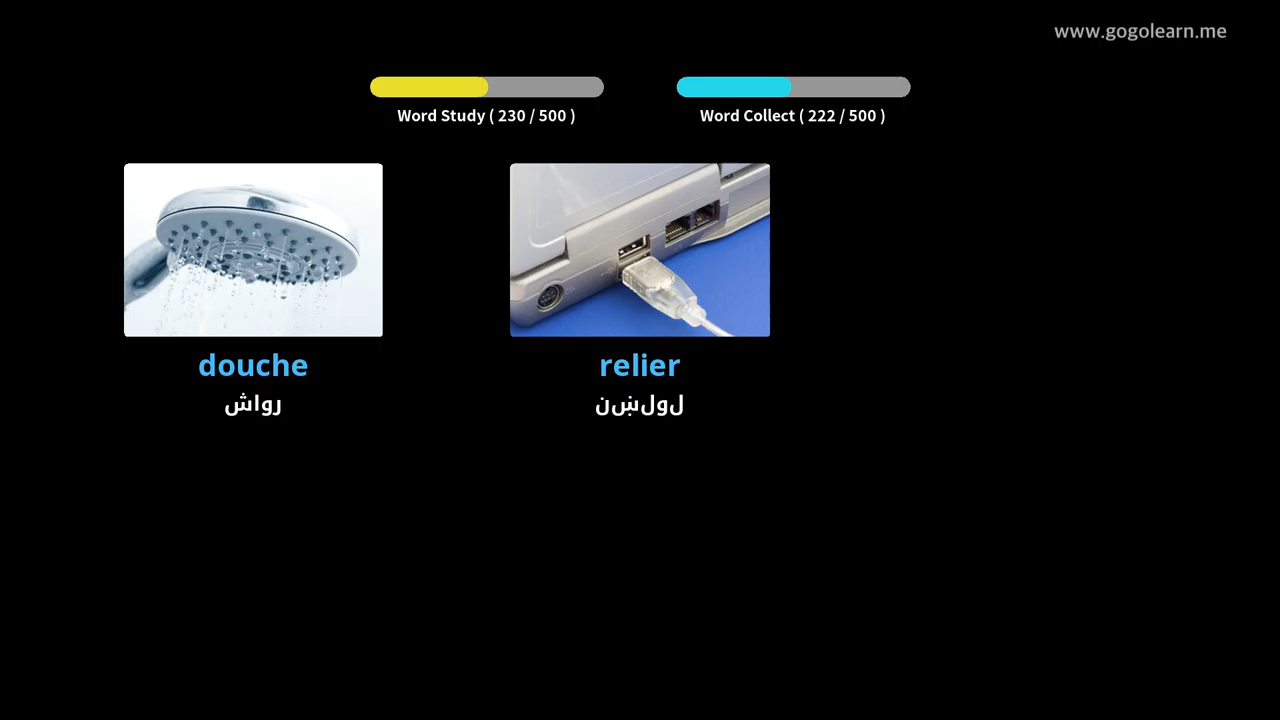 www.gogolearn.me
Word Study ( 230 / 500 )
Word Collect ( 222 / 500 )
douche
رواش
relier
لولښن